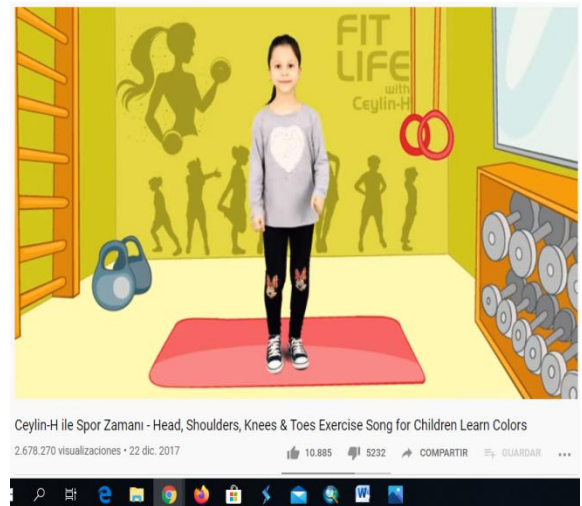 FIT
LIFE
with
Ceylin-H
Ceylin-H ile Spor Zamanı - Head, Shoulders, Knees & Toes Exercise Song for Children Learn Colors
2.678.270 visualizaciones • 22 dic. 2017
10.885 5232 COMPARTIR GUARDAR